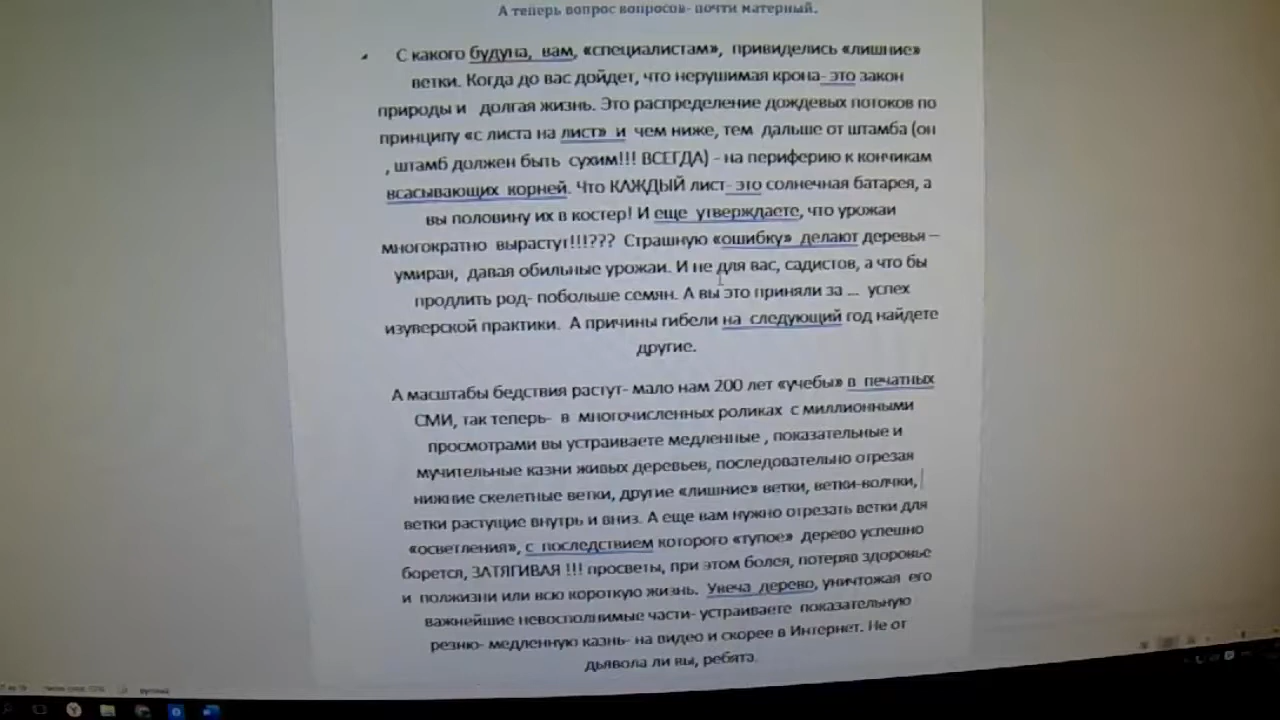 А теперь вопрос вопросов- почти матерный.
С какого будуна, вам, «специалистам», привиделись «лишние»
ветки. Когда до вас дойдет, что нерушимая крона- это закон
природы и долгая жизнь. Это распределение дождевых потоков по
принципу «с листа на лист» и чем ниже, тем дальше от штамба (он
, штамб должен быть сухим!!! ВСЕГДА) - на периферию к кончикам
всасывающих корней. Что КАЖДЫЙ лист- это солнечная батарея, а
вы половину их в костер! И еще утверждаете, что урожаи
многократно вырастут!!!??? Страшную «ошибку» делают деревья –
умирая, давая обильные урожаи. И не для вас, садистов, а что бы
продлить род- побольше семян. А вы это приняли за ... успех
изуверской практики. А причины гибели на следующий год найдете
другие.
А масштабы бедствия растут- мало нам 200 лет «учебы» в печатных
СМИ, так теперь- в многочисленных роликах с миллионными
просмотрами вы устраиваете медленные , показательные и
мучительные казни живых деревьев, последовательно отрезая
нижние скелетные ветки, другие «лишние» ветки, ветки-волчки,
ветки растущие внутрь и вниз. А еще вам нужно отрезать ветки для
«осветления», с последствием которого «тупое» дерево успешно
борется, ЗАТЯГИВАЯ !!! просветы, при этом болея, потеряв здоровье
и полжизни или всю короткую жизнь. Увеча дерево, уничтожая его
важнейшие невосполнимые части- устраиваете показательную
резню- медленную казнь- на видео и скорее в Интернет. Не от
дьявола ли вы, ребята.
русский